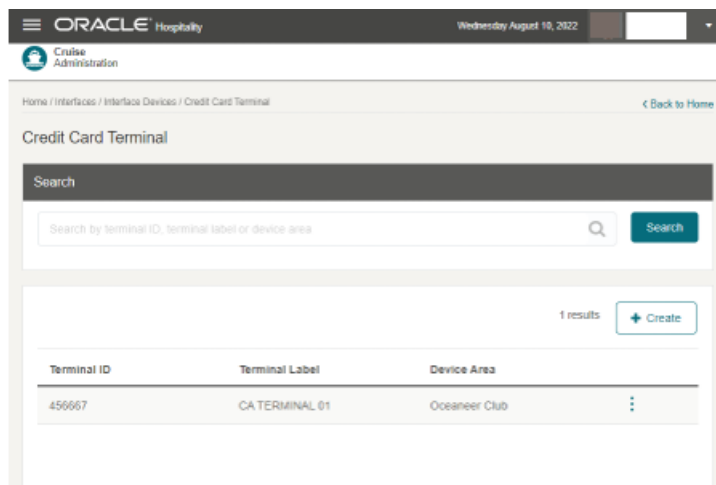 ORACLE Hospitality Wednesday August 10, 2022
Cruise
Administration
Home / Interfaces / Interface Devices / Credit Card Terminal < Back to Home
Credit Card Terminal
Search
Search by terminal ID, terminal label or device area Search
1 results + Create
Terminal ID Terminal Label Device Area
456667 CA TERMINAL 01 Oceaneer Club